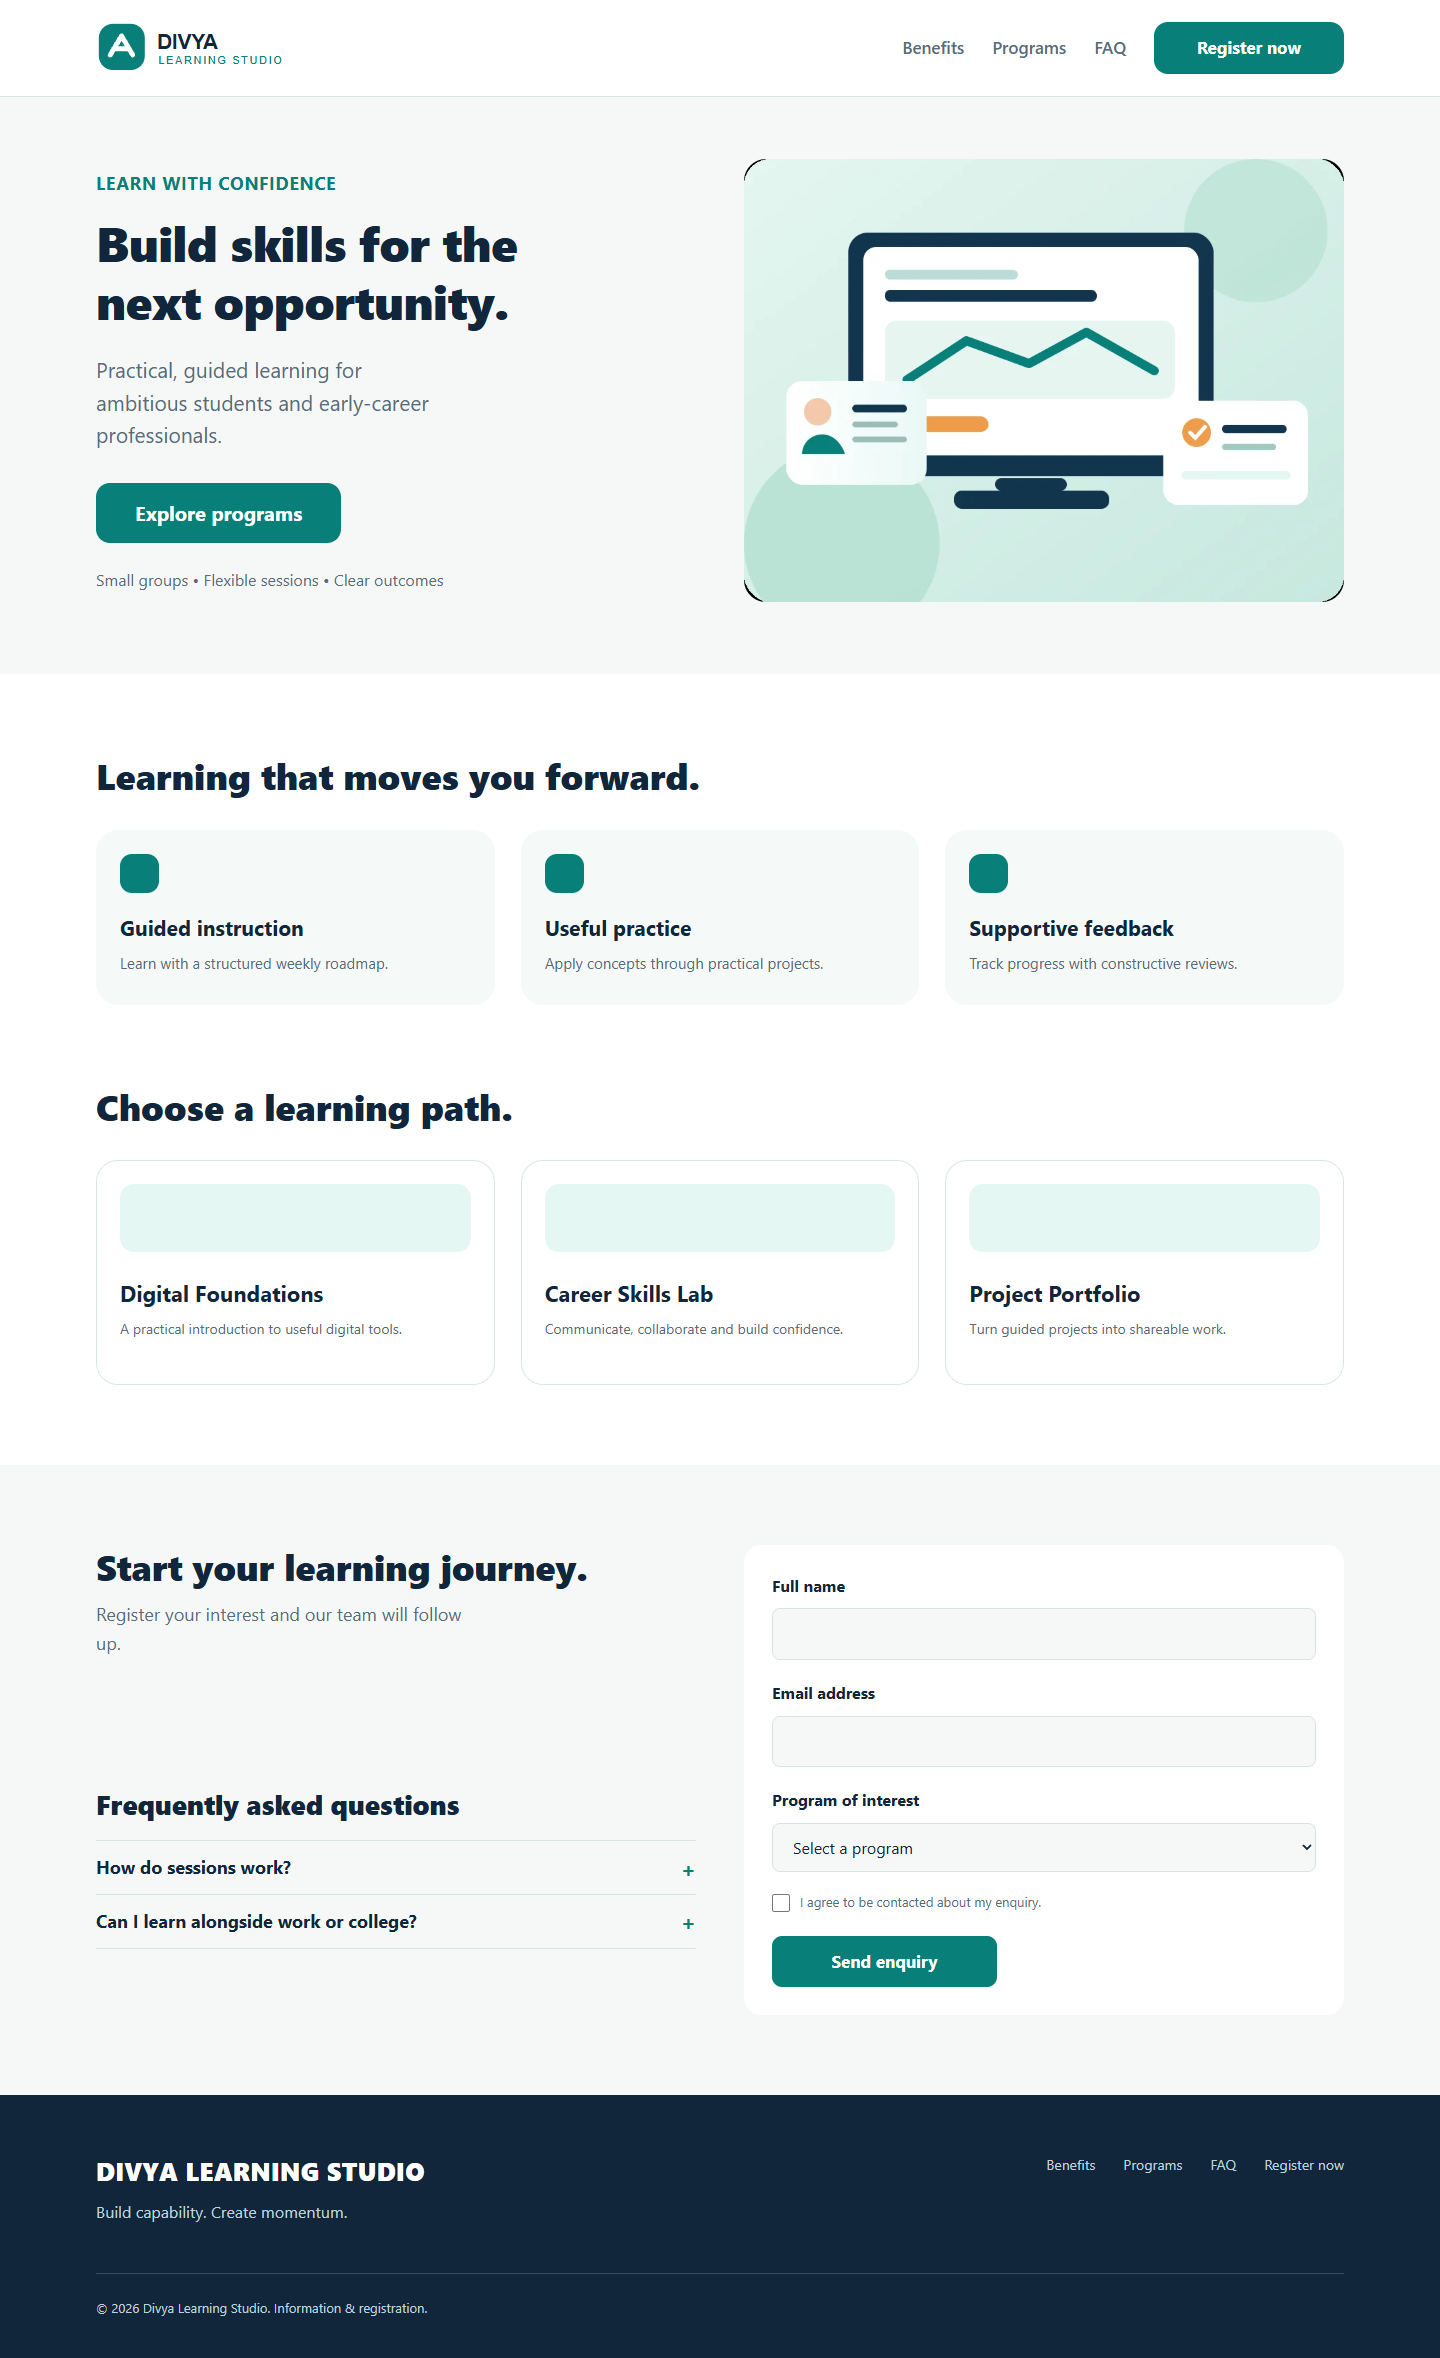 DIVYA
LEARNING STUDIO
Benefits
Programs
FAQ
Register now
LEARN WITH CONFIDENCE
Build skills for the
next opportunity.
Practical, guided learning for
ambitious students and early-career
professionals.
Explore programs
Small groups • Flexible sessions • Clear outcomes
Learning that moves you forward.
Guided instruction
Learn with a structured weekly roadmap.
Useful practice
Apply concepts through practical projects.
Supportive feedback
Track progress with constructive reviews.
Choose a learning path.
Digital Foundations
A practical introduction to useful digital tools.
Career Skills Lab
Communicate, collaborate and build confidence.
Project Portfolio
Turn guided projects into shareable work.
Start your learning journey.
Register your interest and our team will follow
up.
Frequently asked questions
How do sessions work? +
Can I learn alongside work or college? +
Full name
Email address
Program of interest
Select a program
I agree to be contacted about my enquiry.
Send enquiry
DIVYA LEARNING STUDIO
Build capability. Create momentum.
Benefits
Programs
FAQ
Register now
© 2026 Divya Learning Studio. Information & registration.